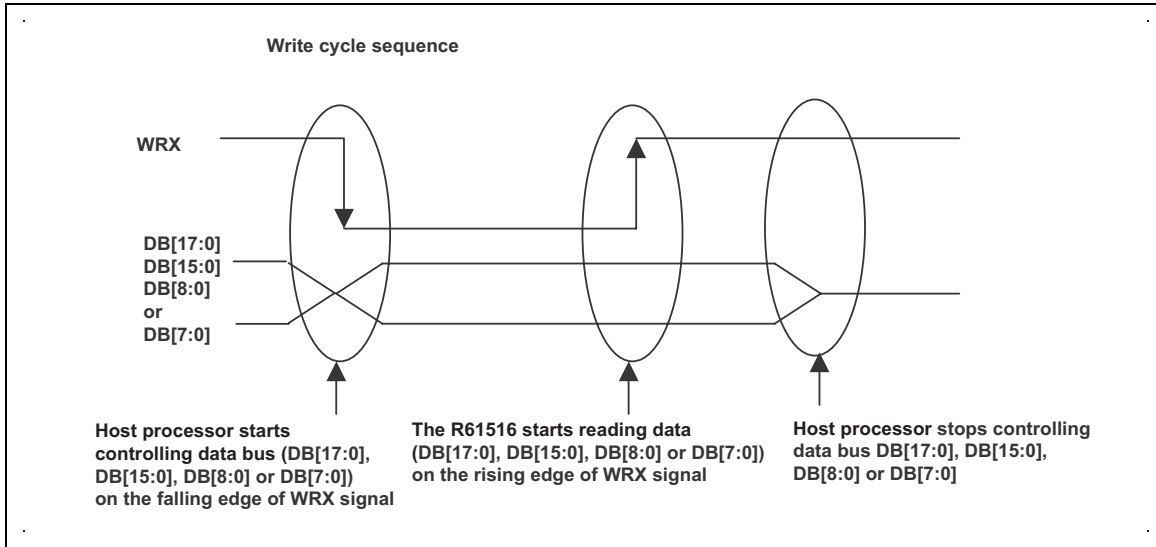 Write cycle sequence
WRX
DB[17:0]
DB[15:0]
DB[8:0]
or
DB[7:0]
Host processor starts
controlling data bus (DB[17:0],
DB[15:0], DB[8:0] or DB[7:0])
on the falling edge of WRX signal
The R61516 starts reading data
(DB[17:0], DB[15:0], DB[8:0] or DB[7:0])
on the rising edge of WRX signal
Host processor stops controlling
data bus DB[17:0], DB[15:0],
DB[8:0] or DB[7:0]